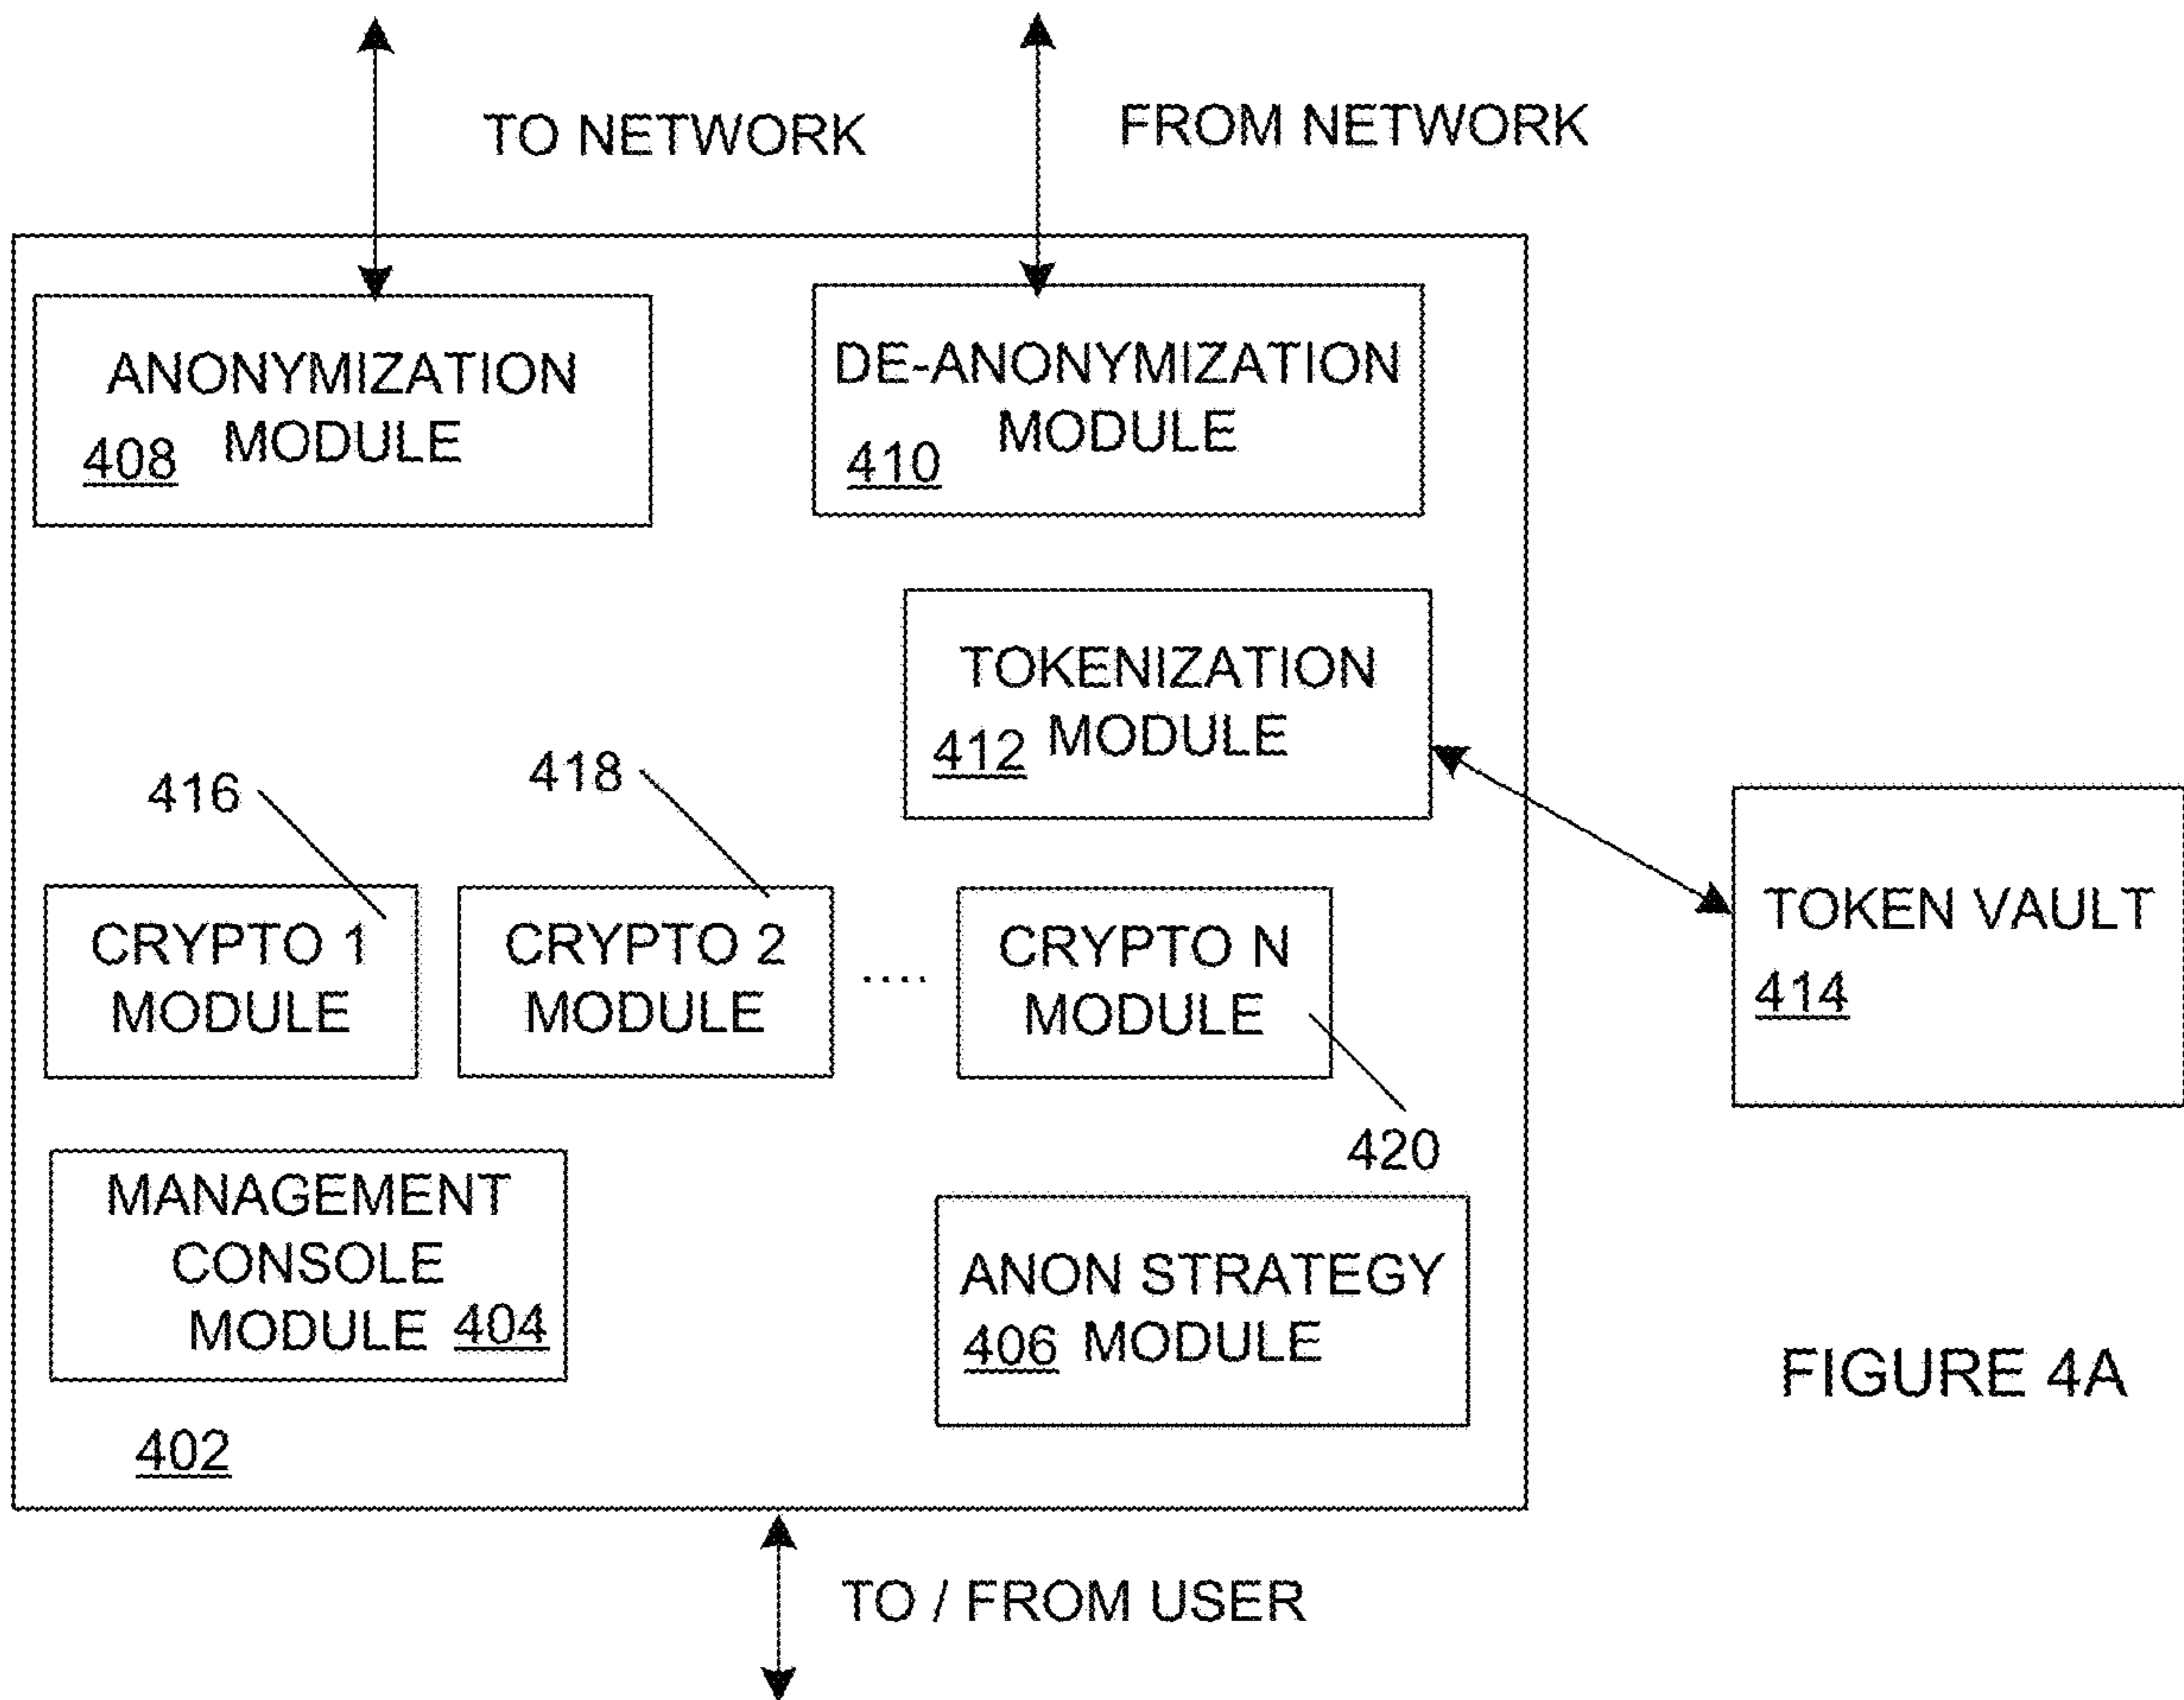 TO NETWORK
FROM NETWORK
ANONYMIZATION
MODULE
408
DE-ANONYMIZATION
MODULE
410
TOKENIZATION
MODULE
412
416
418
CRYPTO 1
MODULE
CRYPTO 2
MODULE
....
CRYPTO N
MODULE
TOKEN VAULT
414
420
MANAGEMENT
CONSOLE
MODULE 404
ANON STRATEGY
406 MODULE
FIGURE 4A
402
TO / FROM USER